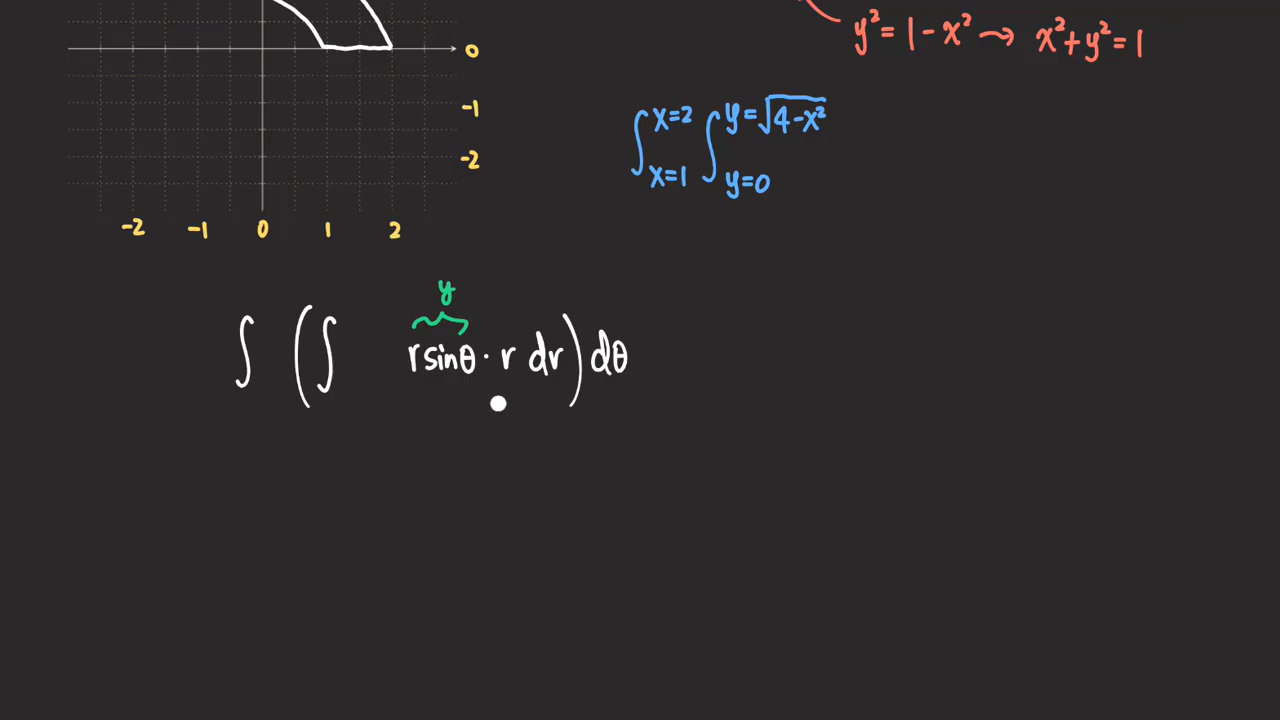 y² = 1 - x² → x² + y² = 1
0
-1
-2
-2 -1 0 1 2
∫_{x=1}^{x=2} ∫_{y=0}^{y=√(4-x²)}
y
∫ (∫ r sinθ · r dr) dθ